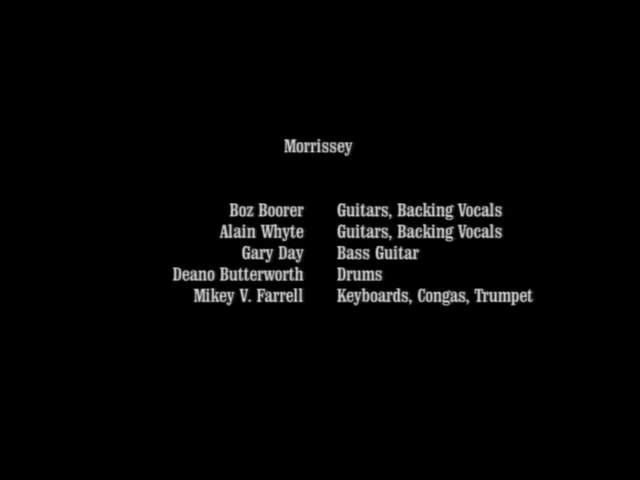 Morrissey
Boz Boorer Guitars, Backing Vocals
Alain Whyte Guitars, Backing Vocals
Gary Day Bass Guitar
Deano Butterworth Drums
Mikey V. Farrell Keyboards, Congas, Trumpet